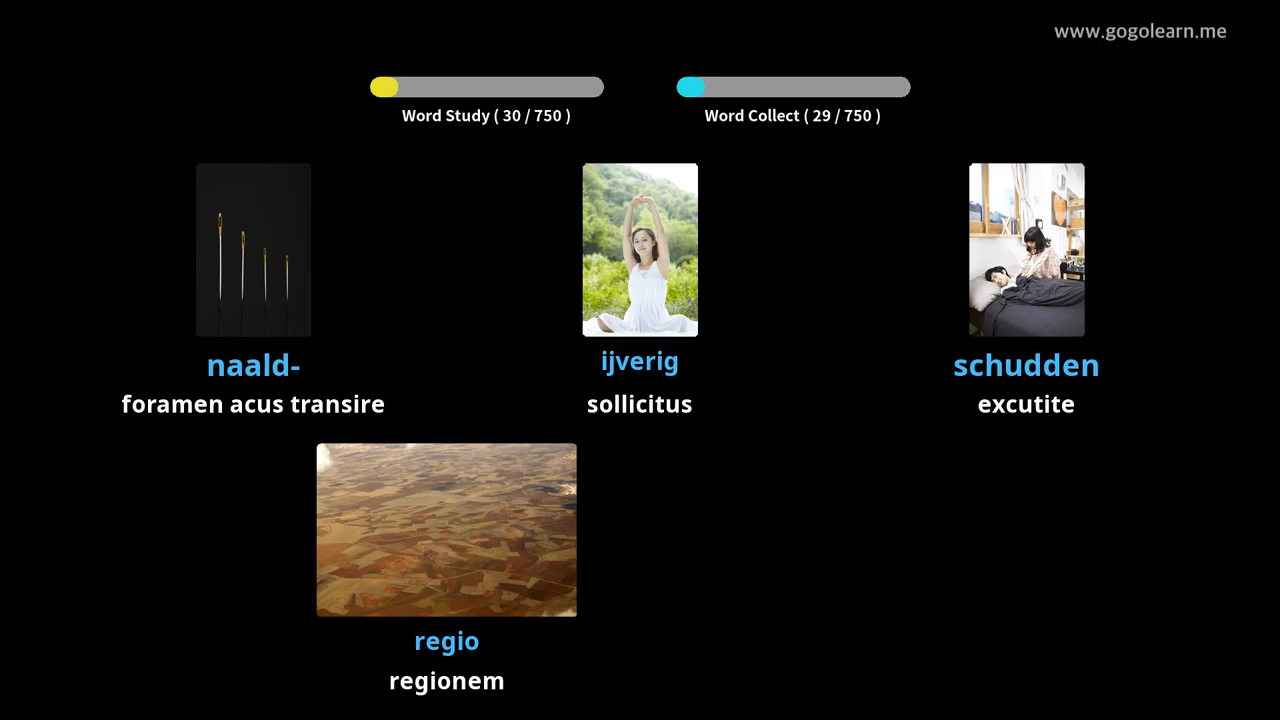 www.gogolearn.me
Word Study ( 30 / 750 )
Word Collect ( 29 / 750 )
naald-
foramen acus transire
ijverig
sollicitus
schudden
excutite
regio
regionem